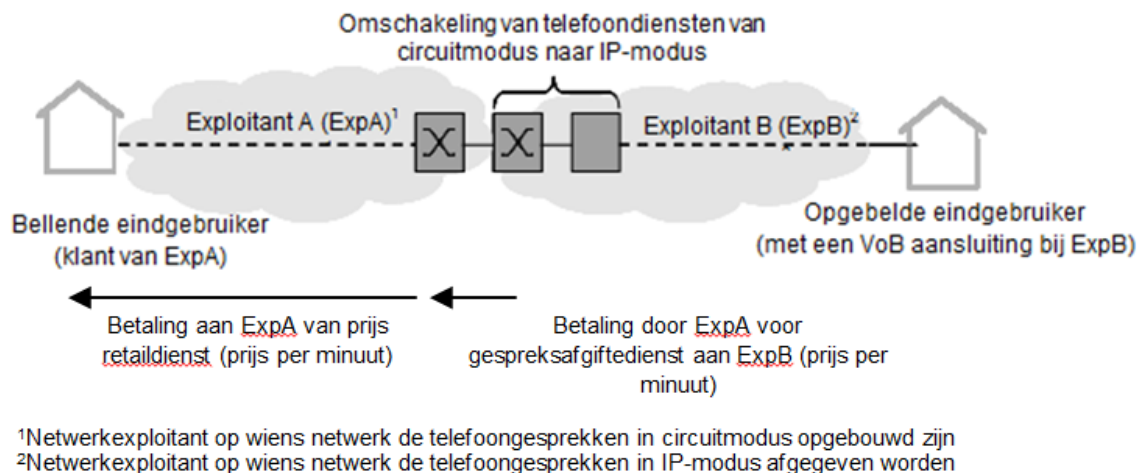 Omschakeling van telefoondiensten van
circuitmodus naar IP-modus
Exploitant A (ExpA)¹
Exploitant B (ExpB)²
Bellende eindgebruiker
(klant van ExpA)
Opgebelde eindgebruiker
(met een VoB aansluiting bij ExpB)
Betaling aan ExpA van prijs
retaildienst (prijs per minuut)
Betaling door ExpA voor
gespreksafgiftedienst aan ExpB (prijs per
minuut)
¹Netwerkexploitant op wiens netwerk de telefoongesprekken in circuitmodus opgebouwd zijn
²Netwerkexploitant op wiens netwerk de telefoongesprekken in IP-modus afgegeven worden